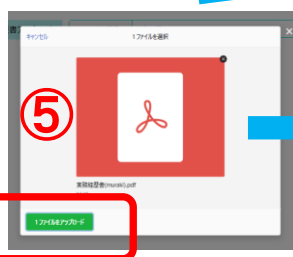 キャンセル
1 ファイルを選択
⑤
実務経歴書(muraki).pdf
1 ファイルをアップロード